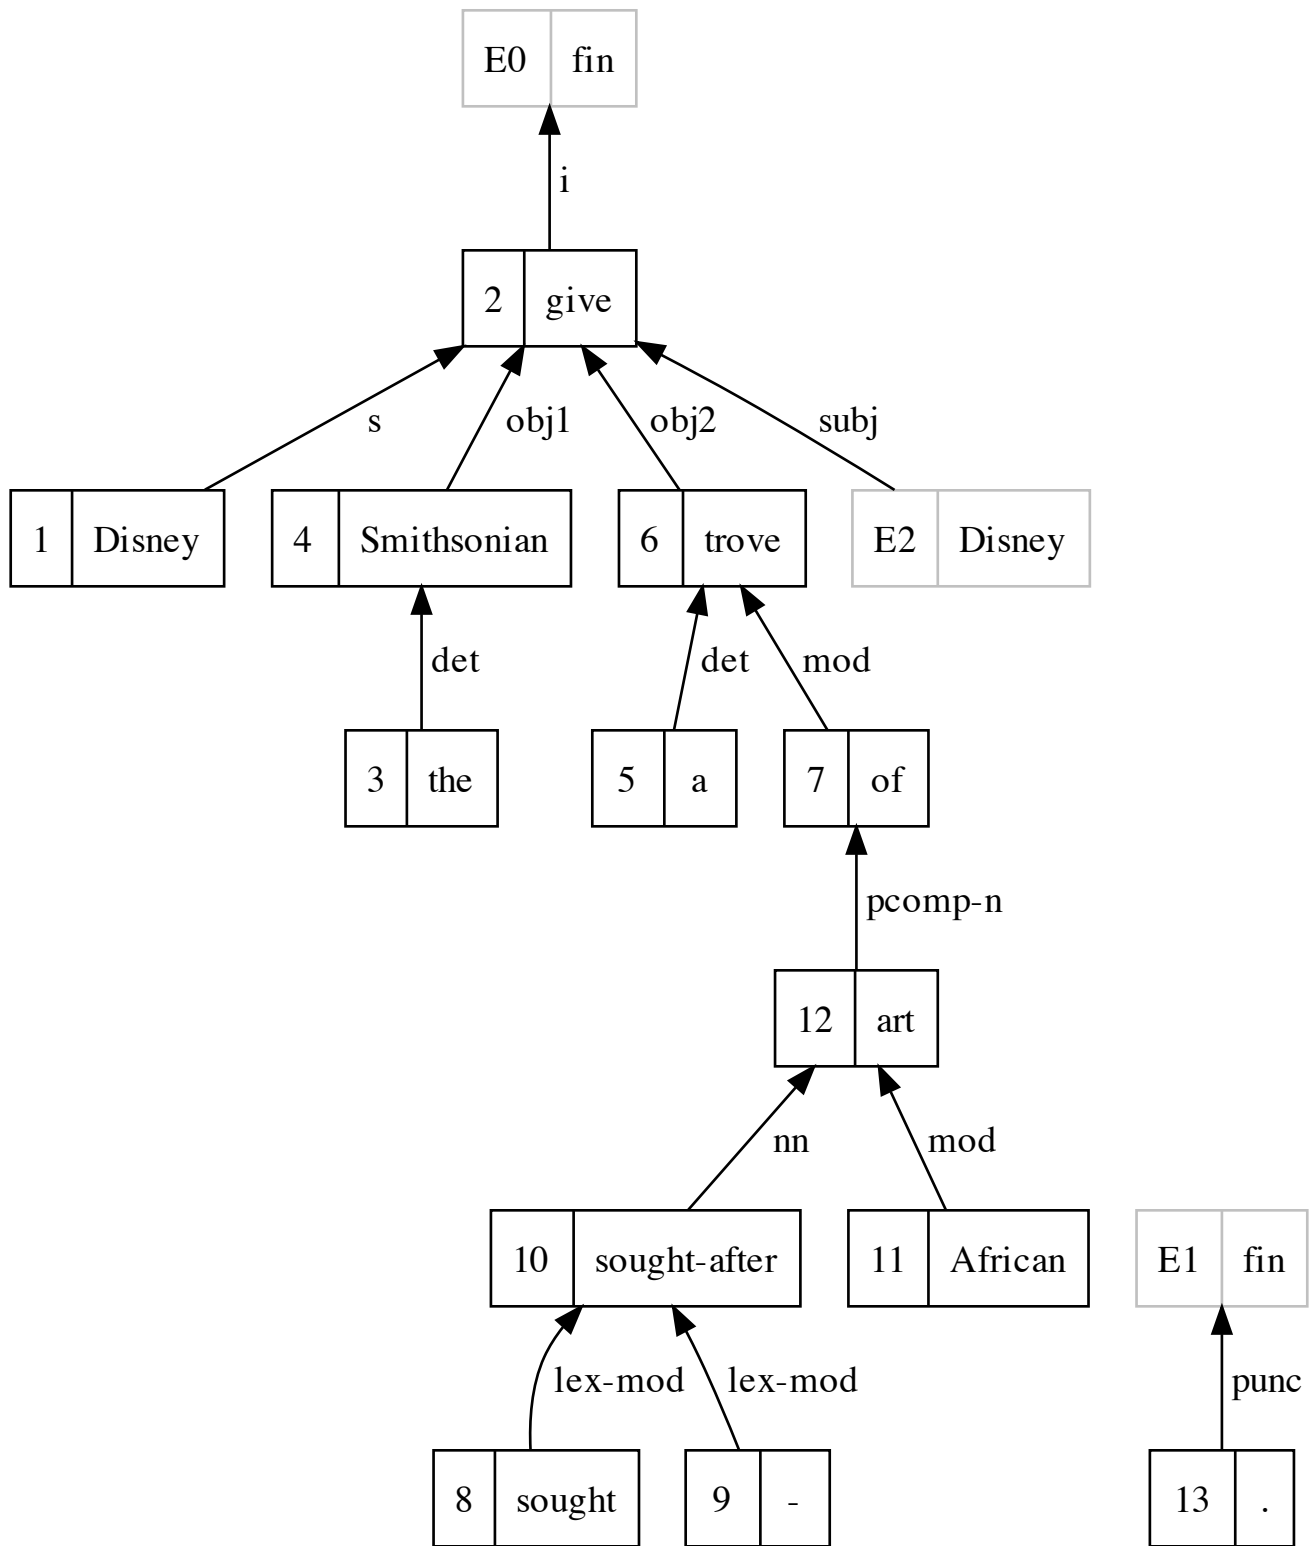 E0 fin
i
2 give
s obj1 obj2 subj
1 Disney 4 Smithsonian 6 trove E2 Disney
det det mod
3 the 5 a 7 of
pcomp-n
12 art
nn mod
10 sought-after 11 African E1 fin
lex-mod lex-mod punc
8 sought 9 - 13 .